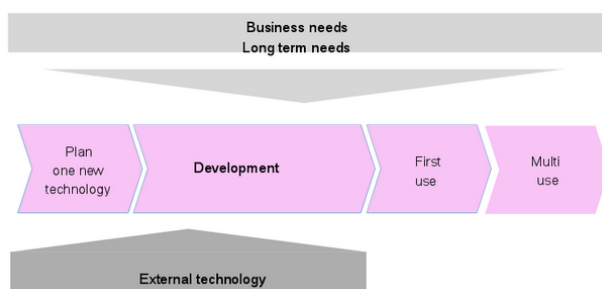 Business needs
Long term needs
Plan
one new
technology
Development
First
use
Multi
use
External technology